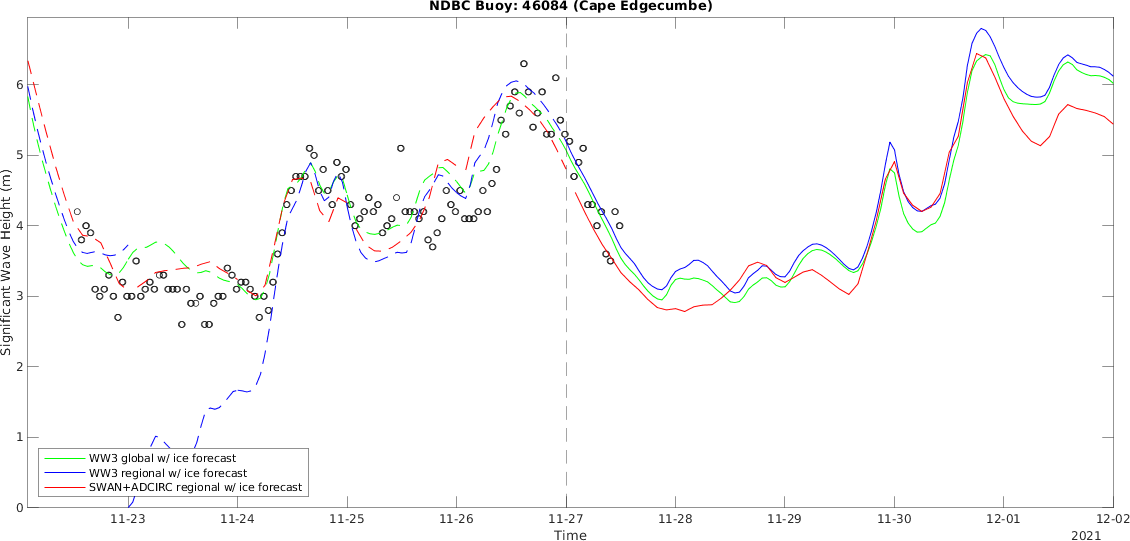 NDBC Buoy: 46084 (Cape Edgecumbe)
Significant Wave Height (m)
6
5
4
3
2
1
0
WW3 global w/ ice forecast
WW3 regional w/ ice forecast
SWAN+ADCIRC regional w/ ice forecast
11-23 11-24 11-25 11-26 11-27 11-28 11-29 11-30 12-01 12-02
Time
2021